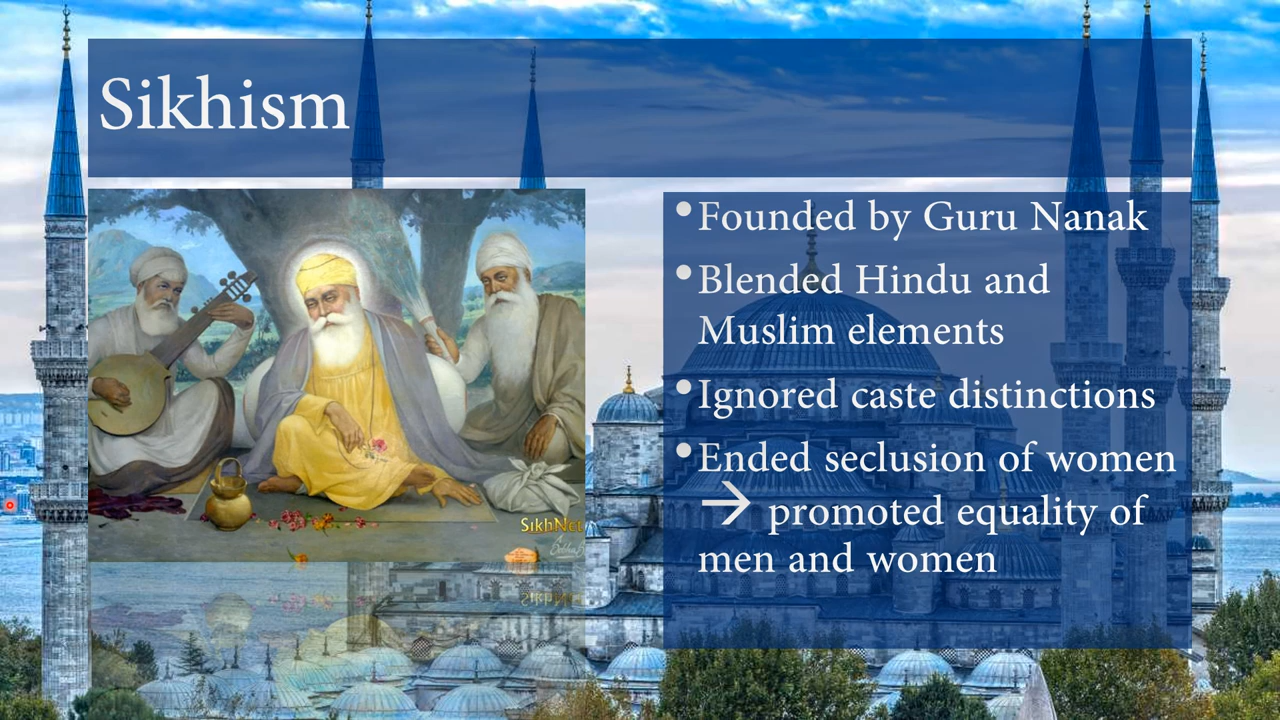 Sikhism
• Founded by Guru Nanak
• Blended Hindu and
Muslim elements
• Ignored caste distinctions
• Ended seclusion of women
→ promoted equality of
men and women
SikhNet